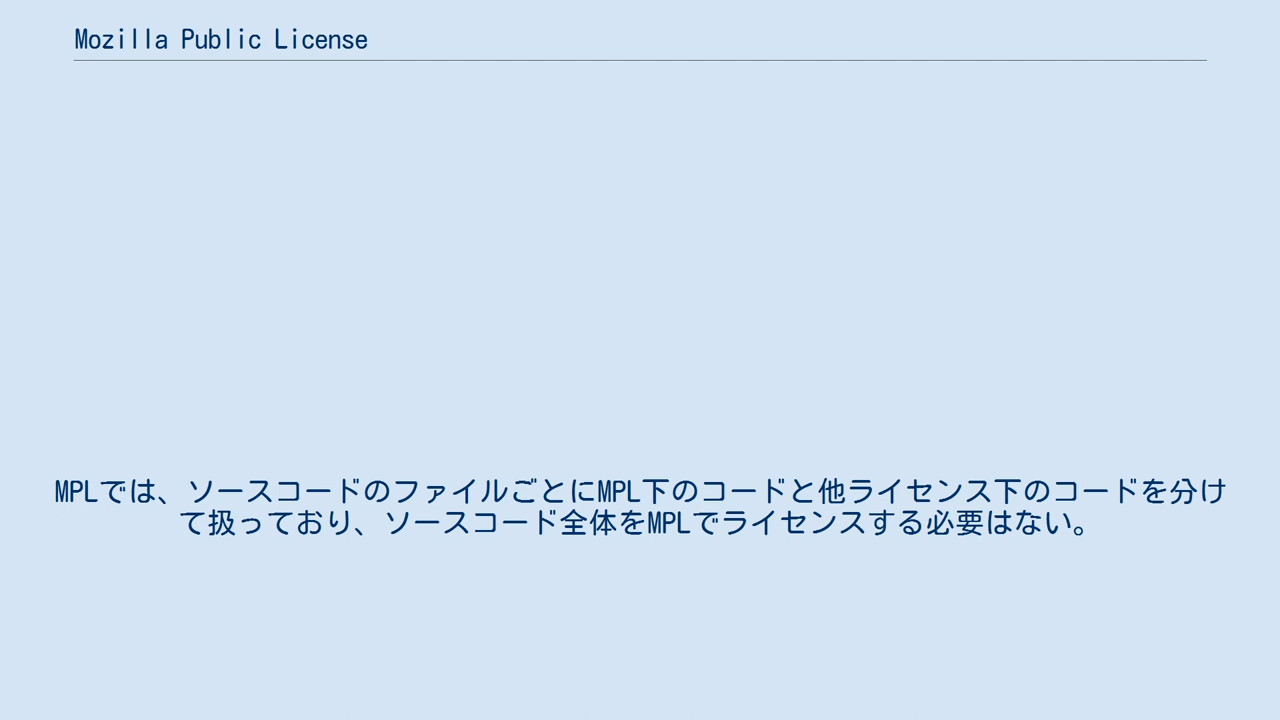 Mozilla Public License
MPLでは、ソースコードのファイルごとにMPL下のコードと他ライセンス下のコードを分け
て扱っており、ソースコード全体をMPLでライセンスする必要はない。